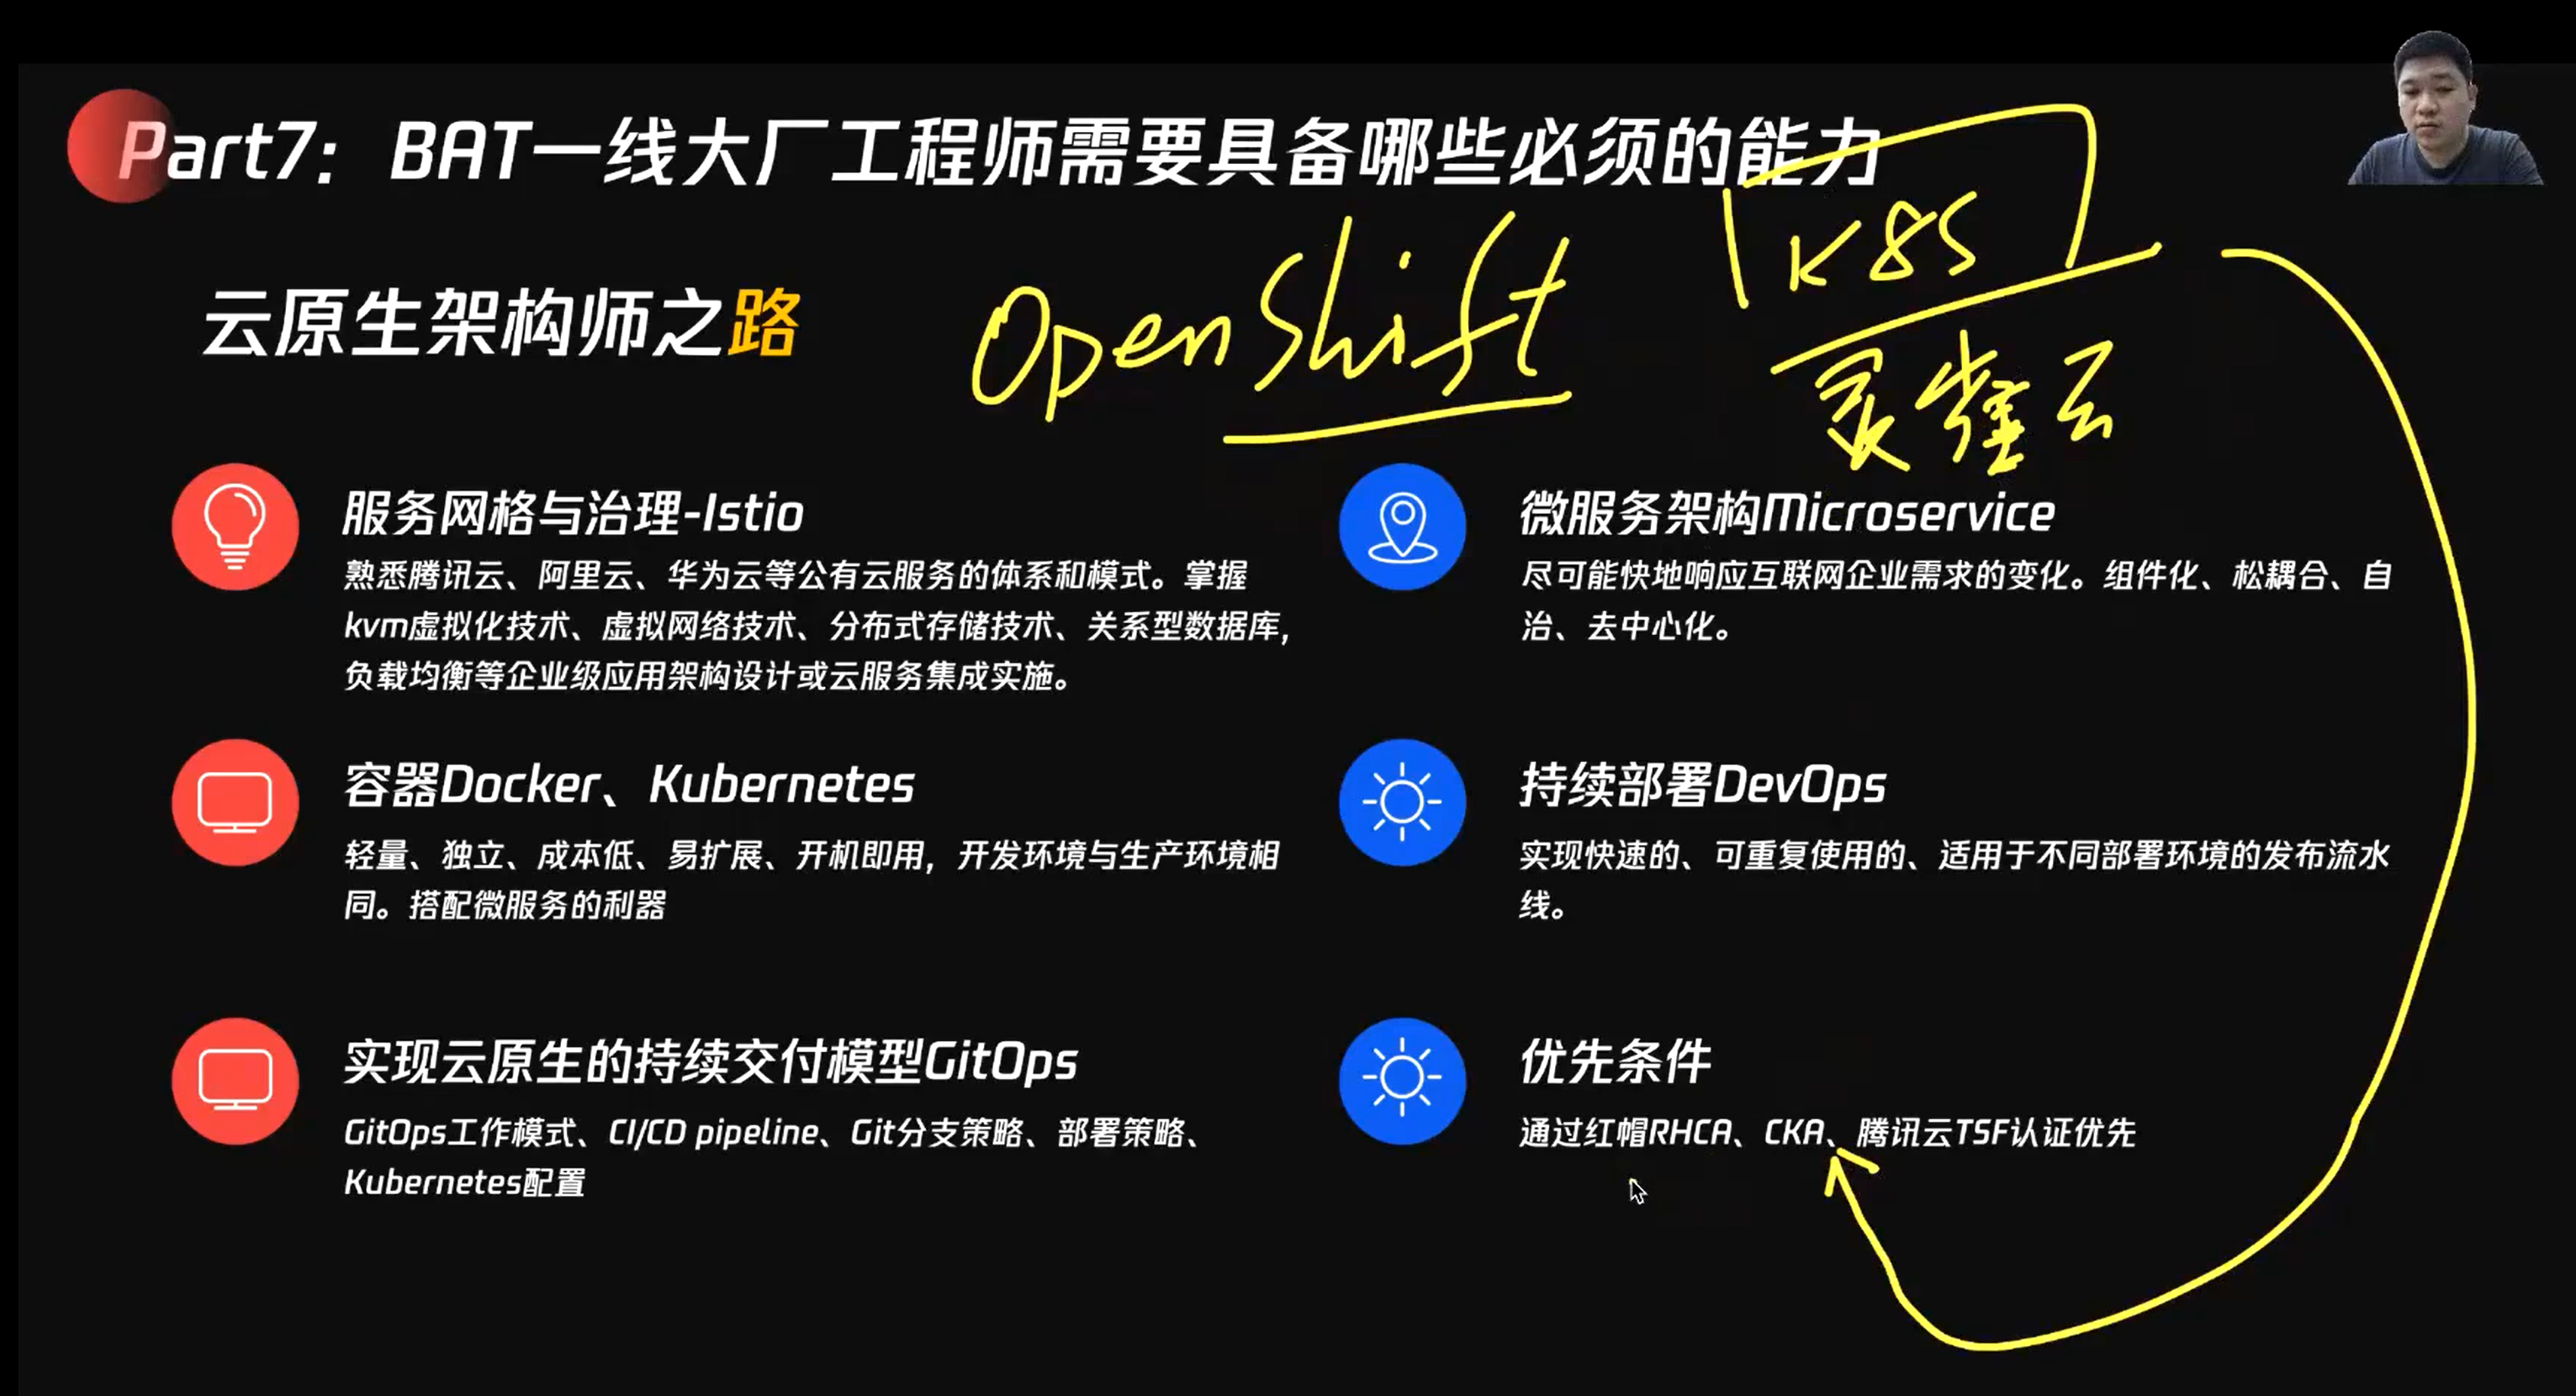 Part7：BAT一线大厂工程师需要具备哪些必须的能力
K8S
云原生架构师之路
OpenShift
灵雀云
服务网格与治理-Istio
熟悉腾讯云、阿里云、华为云等公有云服务的体系和模式。掌握
kvm虚拟化技术、虚拟网络技术、分布式存储技术、关系型数据库，
负载均衡等企业级应用架构设计或云服务集成实施。
微服务架构Microservice
尽可能快地响应互联网企业需求的变化。组件化、松耦合、自
治、去中心化。
容器Docker、Kubernetes
轻量、独立、成本低、易扩展、开机即用，开发环境与生产环境相
同。搭配微服务的利器
持续部署DevOps
实现快速的、可重复使用的、适用于不同部署环境的发布流水
线。
实现云原生的持续交付模型GitOps
GitOps工作模式、CI/CD pipeline、Git分支策略、部署策略、
Kubernetes配置
优先条件
通过红帽RHCA、CKA、腾讯云TSF认证优先